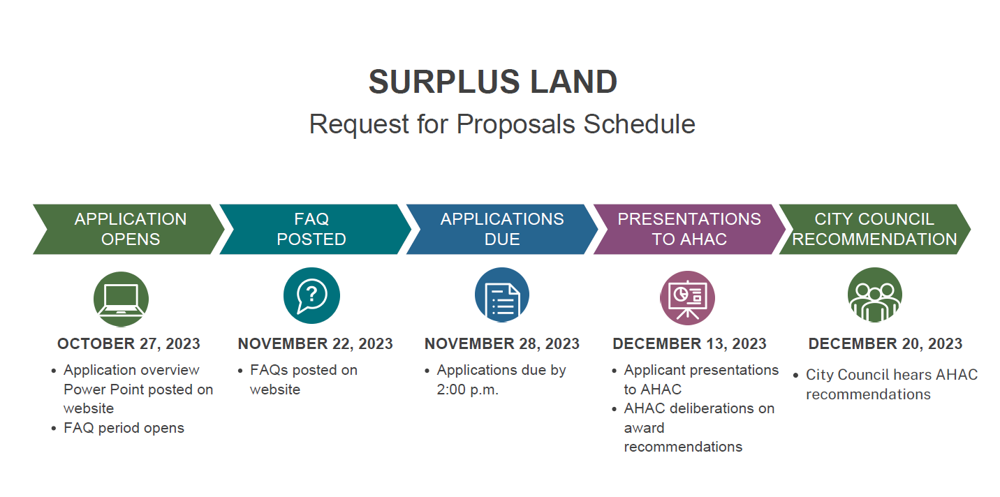 SURPLUS LAND
Request for Proposals Schedule
APPLICATION
OPENS
FAQ
POSTED
APPLICATIONS
DUE
PRESENTATIONS
TO AHAC
CITY COUNCIL
RECOMMENDATION
?
OCTOBER 27, 2023
• Application overview
Power Point posted on
website
• FAQ period opens
NOVEMBER 22, 2023
• FAQs posted on
website
NOVEMBER 28, 2023
• Applications due by
2:00 p.m.
DECEMBER 13, 2023
• Applicant presentations
to AHAC
• AHAC deliberations on
award
recommendations
DECEMBER 20, 2023
• City Council hears AHAC
recommendations